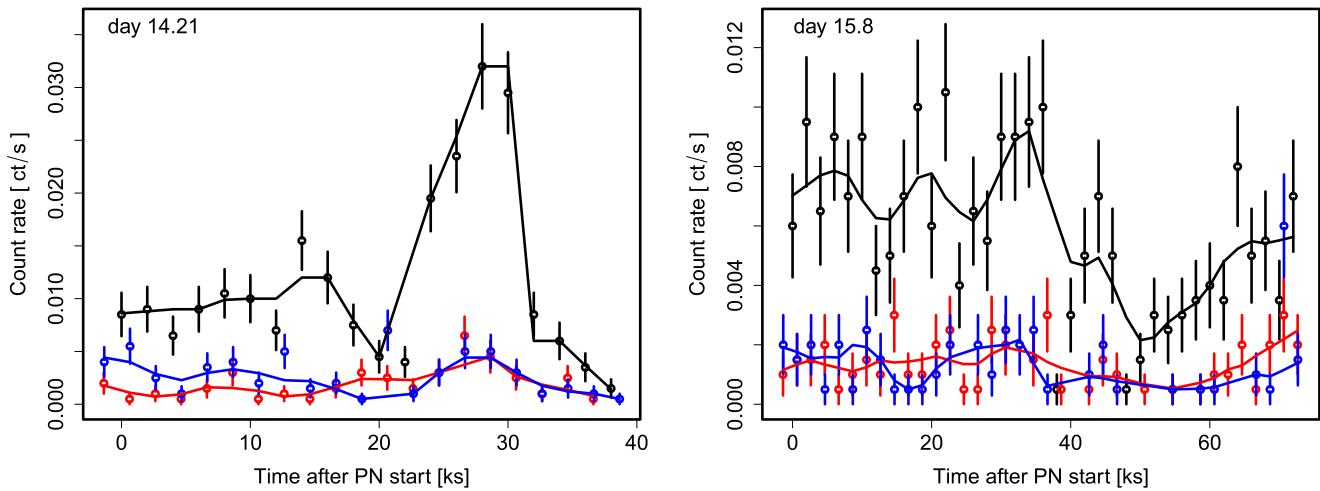 day 14.21
Count rate [ ct/s ]
0.000 0.010 0.020 0.030
0 10 20 30 40
Time after PN start [ks]
day 15.8
Count rate [ ct/s ]
0.000 0.004 0.008 0.012
0 20 40 60
Time after PN start [ks]